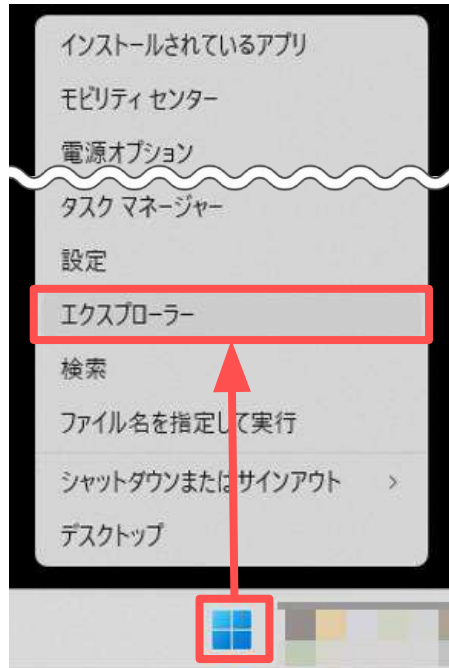 インストールされているアプリ
モビリティ センター
電源オプション
タスク マネージャー
設定
エクスプローラー
検索
ファイル名を指定して実行
シャットダウンまたはサインアウト
デスクトップ